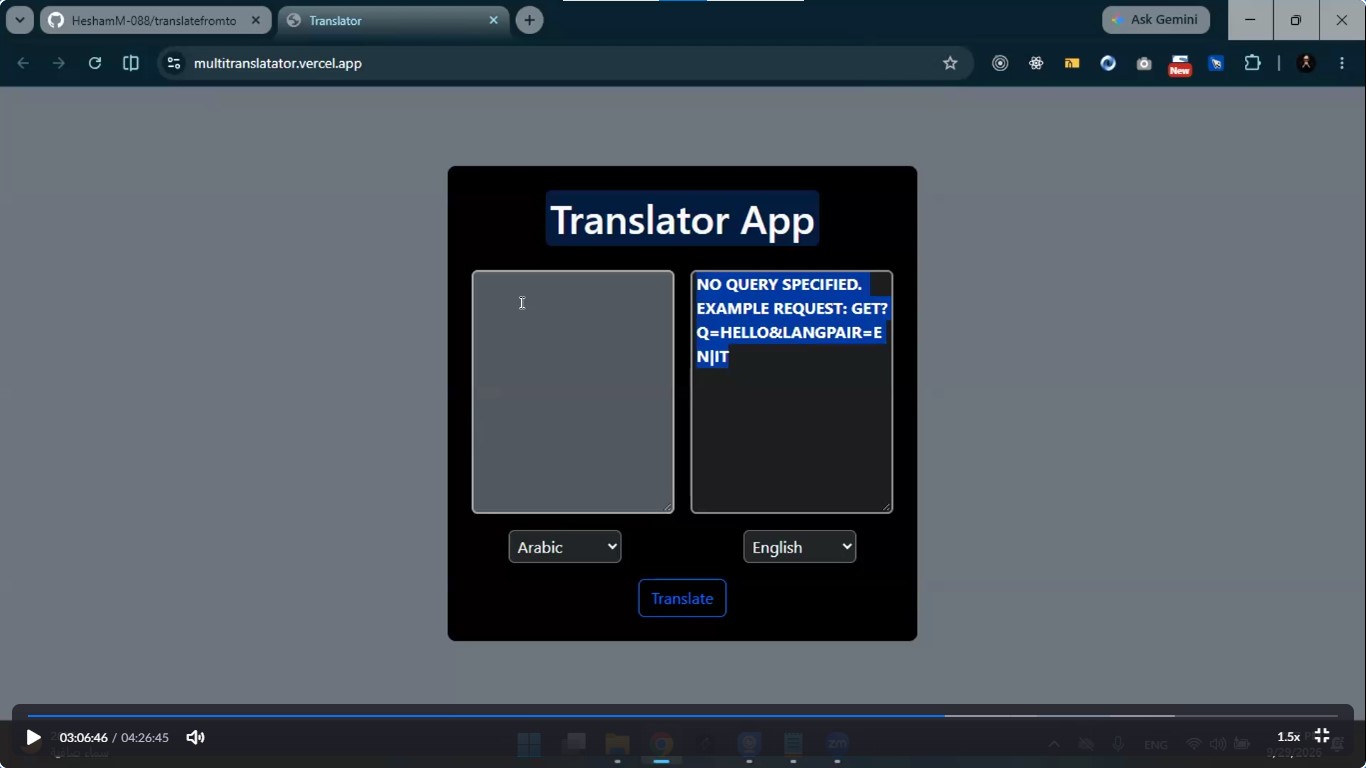 HeshamM-088/translatefromto
Translator
Ask Gemini
multitranslatator.vercel.app
New
Translator App
NO QUERY SPECIFIED.
EXAMPLE REQUEST: GET?
Q=HELLO&LANGPAIR=E
N|IT
Arabic
English
Translate
03:06:46 / 04:26:45
1.5x
ENG
zm